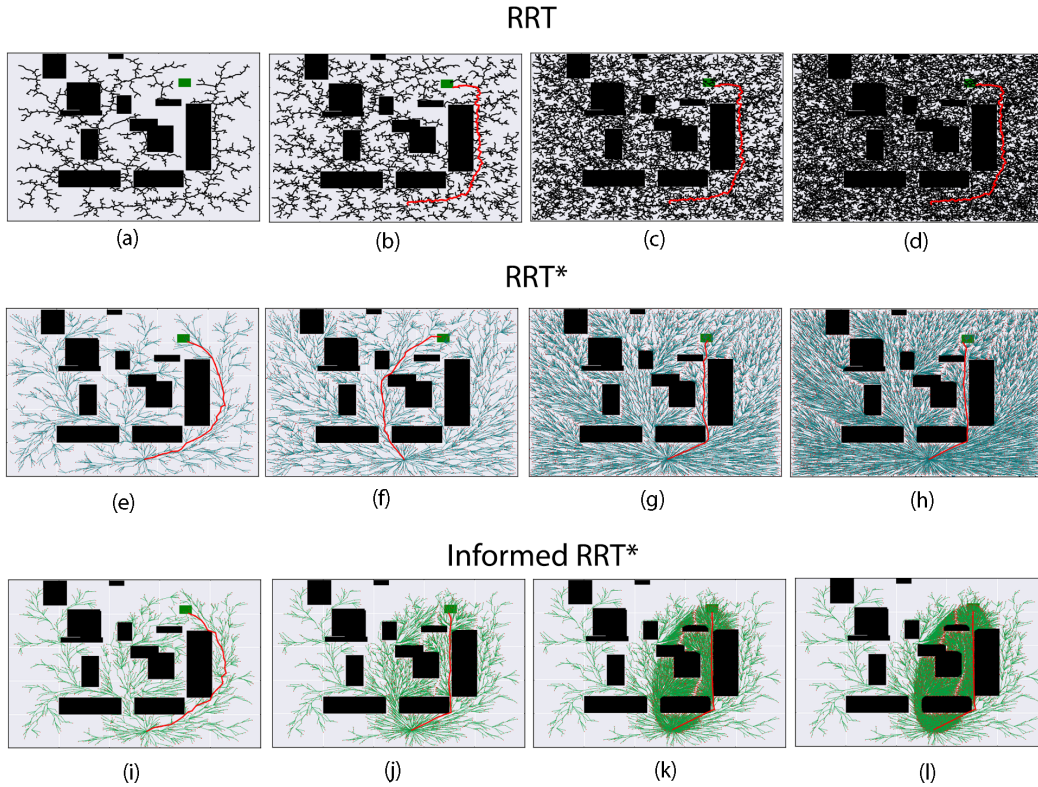 RRT
(a) (b) (c) (d)
RRT*
(e) (f) (g) (h)
Informed RRT*
(i) (j) (k) (l)